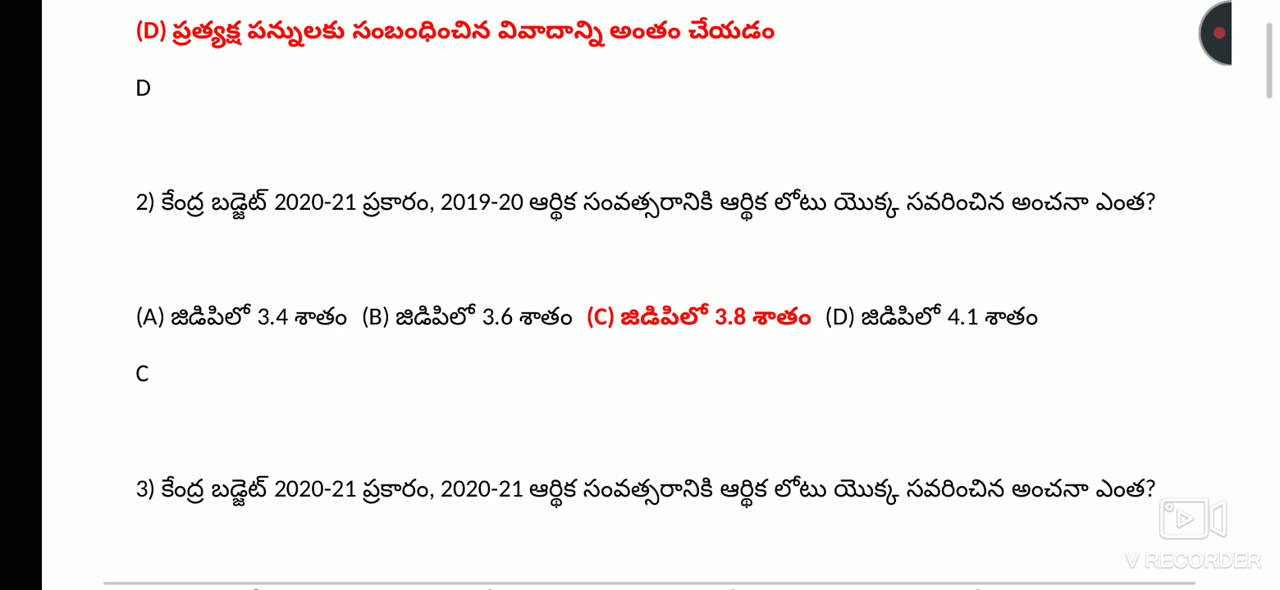 (D) ప్రత్యక్ష పన్నులకు సంబంధించిన వివాదాన్ని అంతం చేయడం
D
2) కేంద్ర బడ్జెట్ 2020-21 ప్రకారం, 2019-20 ఆర్థిక సంవత్సరానికి ఆర్థిక లోటు యొక్క సవరించిన అంచనా ఎంత?
(A) జిడిపిలో 3.4 శాతం (B) జిడిపిలో 3.6 శాతం (C) జిడిపిలో 3.8 శాతం (D) జిడిపిలో 4.1 శాతం
C
3) కేంద్ర బడ్జెట్ 2020-21 ప్రకారం, 2020-21 ఆర్థిక సంవత్సరానికి ఆర్థిక లోటు యొక్క సవరించిన అంచనా ఎంత?
V RECORDER